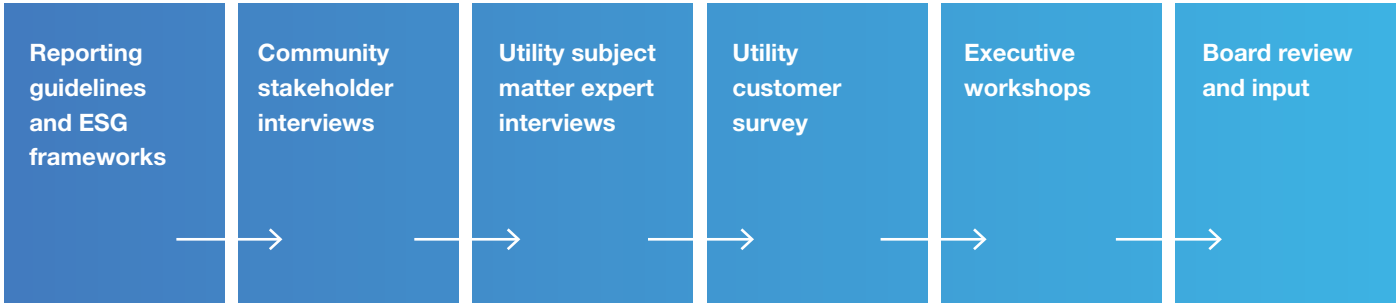 Reporting
guidelines
and ESG
frameworks
Community
stakeholder
interviews
Utility subject
matter expert
interviews
Utility
customer
survey
Executive
workshops
Board review
and input